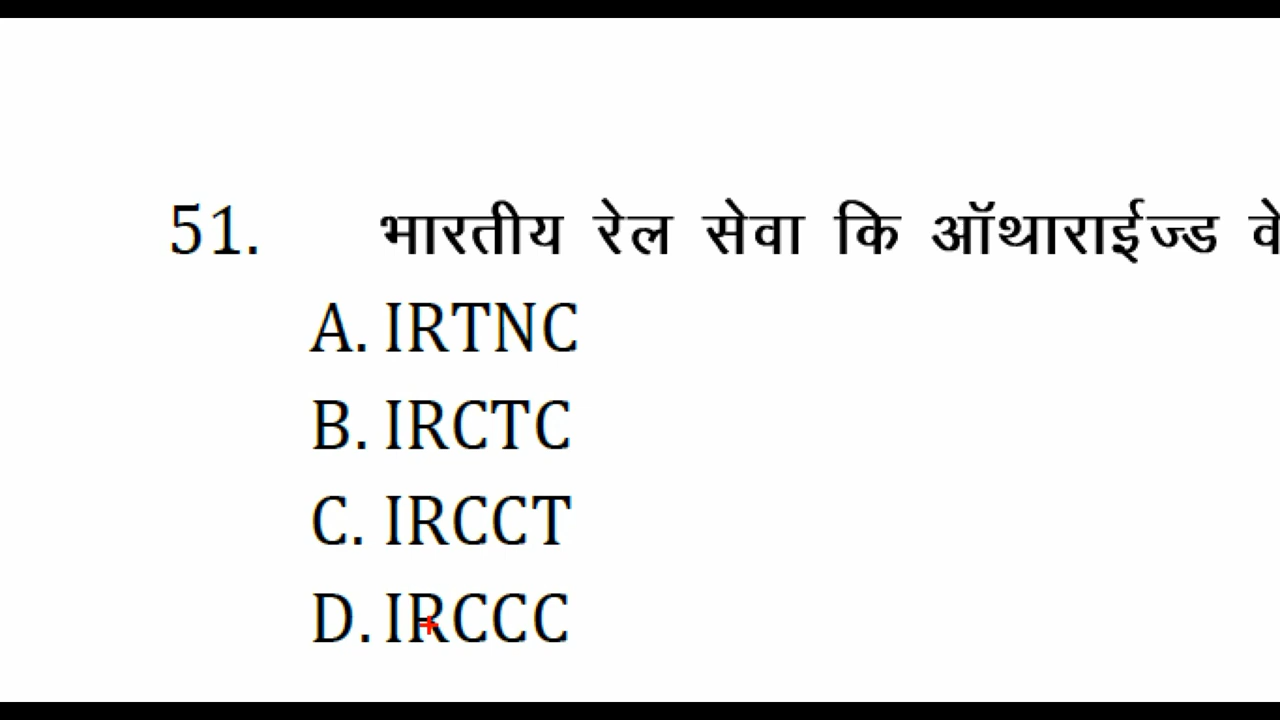 51. भारतीय रेल सेवा कि ऑथाराईज्ड
A. IRTNC
B. IRCTC
C. IRCCT
D. IRCCC